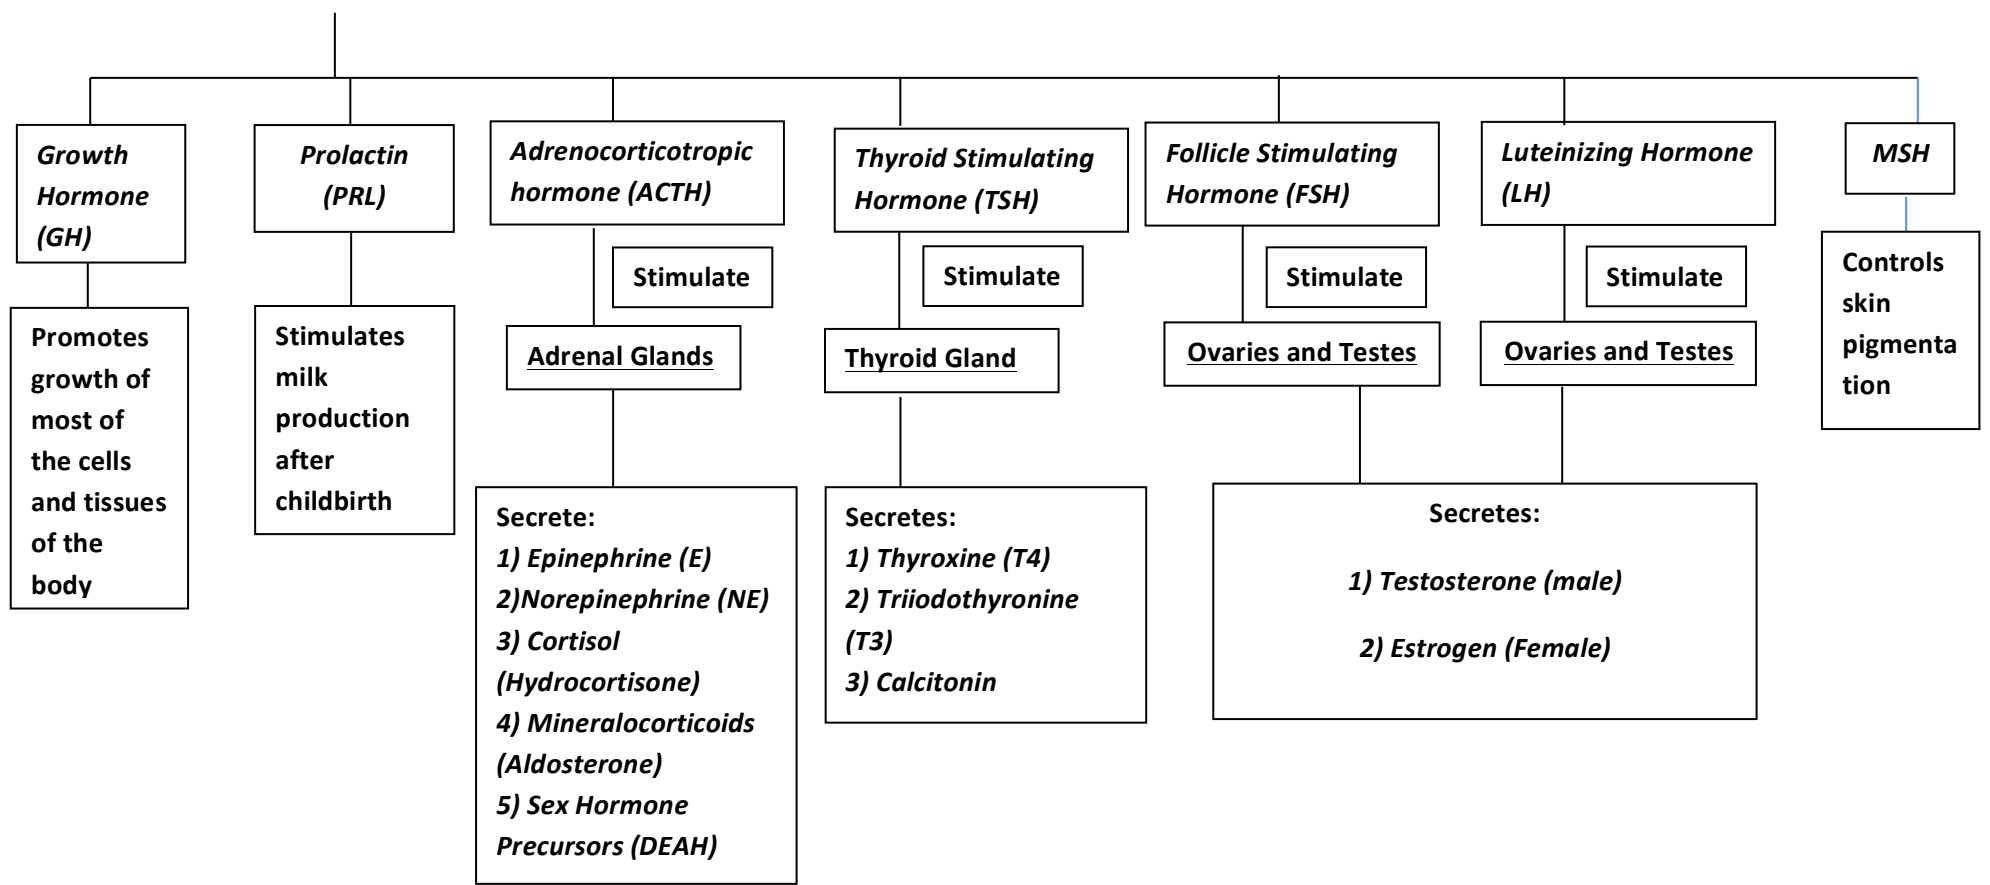 Growth
Hormone
(GH)
Promotes
growth of
most of
the cells
and tissues
of the
body
Prolactin
(PRL)
Stimulates
milk
production
after
childbirth
Adrenocorticotropic
hormone (ACTH)
Stimulate
Adrenal Glands
Secrete:
1) Epinephrine (E)
2)Norepinephrine (NE)
3) Cortisol
(Hydrocortisone)
4) Mineralocorticoids
(Aldosterone)
5) Sex Hormone
Precursors (DEAH)
Thyroid Stimulating
Hormone (TSH)
Stimulate
Thyroid Gland
Secretes:
1) Thyroxine (T4)
2) Triiodothyronine
(T3)
3) Calcitonin
Follicle Stimulating
Hormone (FSH)
Stimulate
Ovaries and Testes
Luteinizing Hormone
(LH)
Stimulate
Ovaries and Testes
Secretes:
1) Testosterone (male)
2) Estrogen (Female)
MSH
Controls
skin
pigmenta
tion